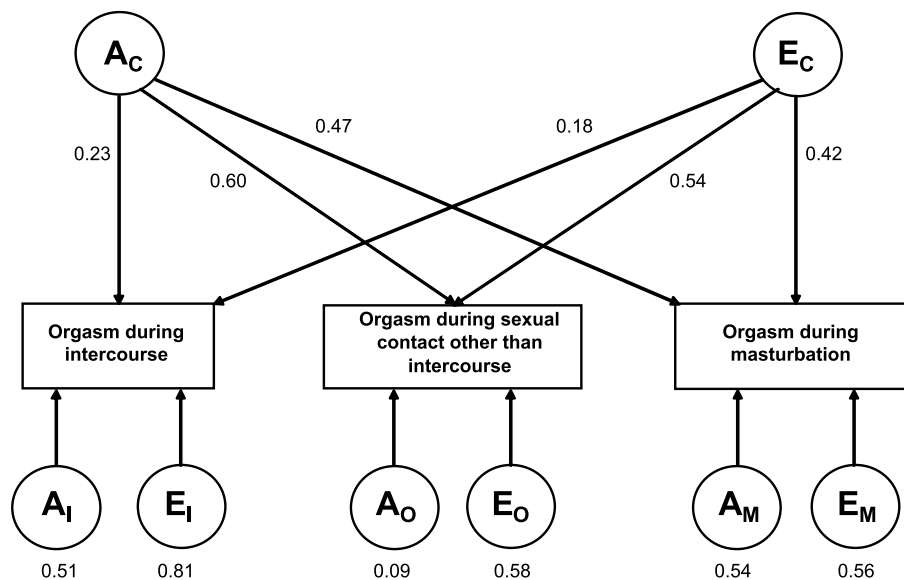 A_C
E_C
0.23
0.60
0.47
0.18
0.54
0.42
Orgasm during
intercourse
Orgasm during sexual
contact other than
intercourse
Orgasm during
masturbation
A_I
E_I
A_O
E_O
A_M
E_M
0.51
0.81
0.09
0.58
0.54
0.56